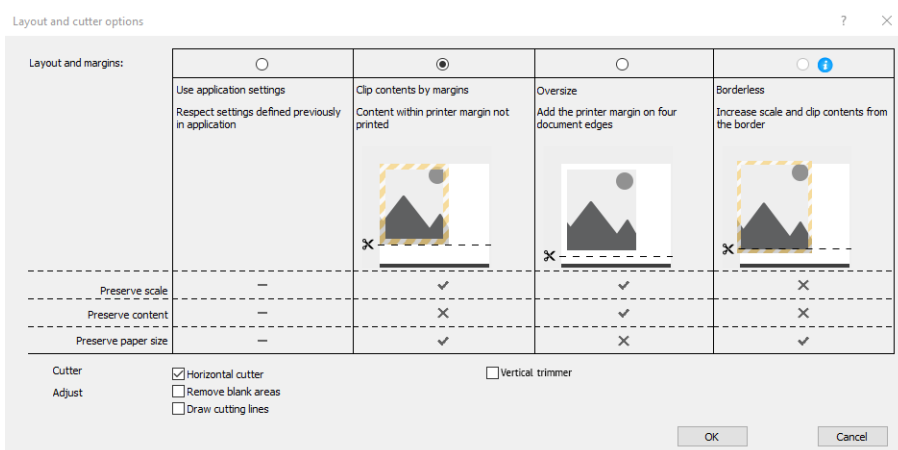 Layout and cutter options
Layout and margins:
Use application settings
Respect settings defined previously
in application
Clip contents by margins
Content within printer margin not
printed
Oversize
Add the printer margin on four
document edges
Borderless
Increase scale and clip contents from
the border
Preserve scale
Preserve content
Preserve paper size
Cutter
Horizontal cutter
Vertical trimmer
Adjust
Remove blank areas
Draw cutting lines
OK
Cancel